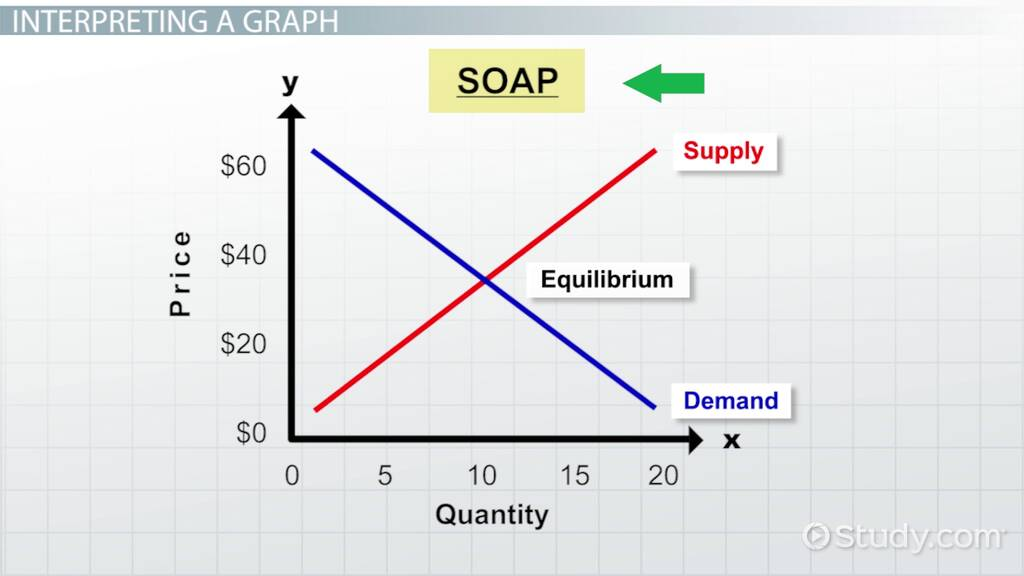 INTERPRETING A GRAPH
SOAP
y
Supply
$60
Price
$40
Equilibrium
$20
Demand
$0
x
0 5 10 15 20
Quantity
Study.com